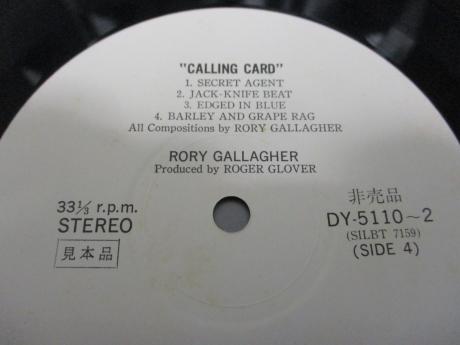 "CALLING CARD"
1. SECRET AGENT
2. JACK-KNIFE BEAT
3. EDGED IN BLUE
4. BARLEY AND GRAPE RAG
All Compositions by RORY GALLAGHER
RORY GALLAGHER
Produced by ROGER GLOVER
33⅓ r.p.m.
STEREO
見本品
非売品
DY-5110～2
(SILBT 7159)
(SIDE 4)